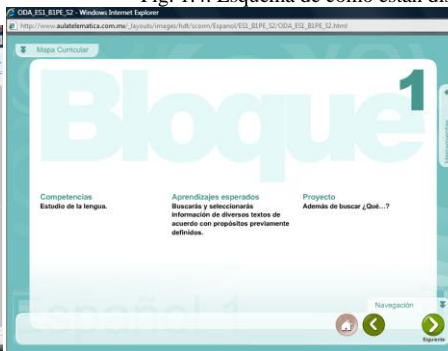 Fig. 1.4. Esquema de cómo están dis
ODA_ES1_B1PE_S2 - Windows Internet Explorer
http://www.aulatelematica.com.mx/_layouts/images/hdt/scorm/Espanol/ES1_B1PE_S2/ODA_ES1_B1PE_S2.html
Mapa Curricular
Bloque 1
Competencias
Estudio de la lengua.
Aprendizajes esperados
Buscarás y seleccionarás
información de diversos textos de
acuerdo con propósitos previamente
definidos.
Proyecto
Además de buscar ¿Qué...?
Español 1
Navegación
Siguiente